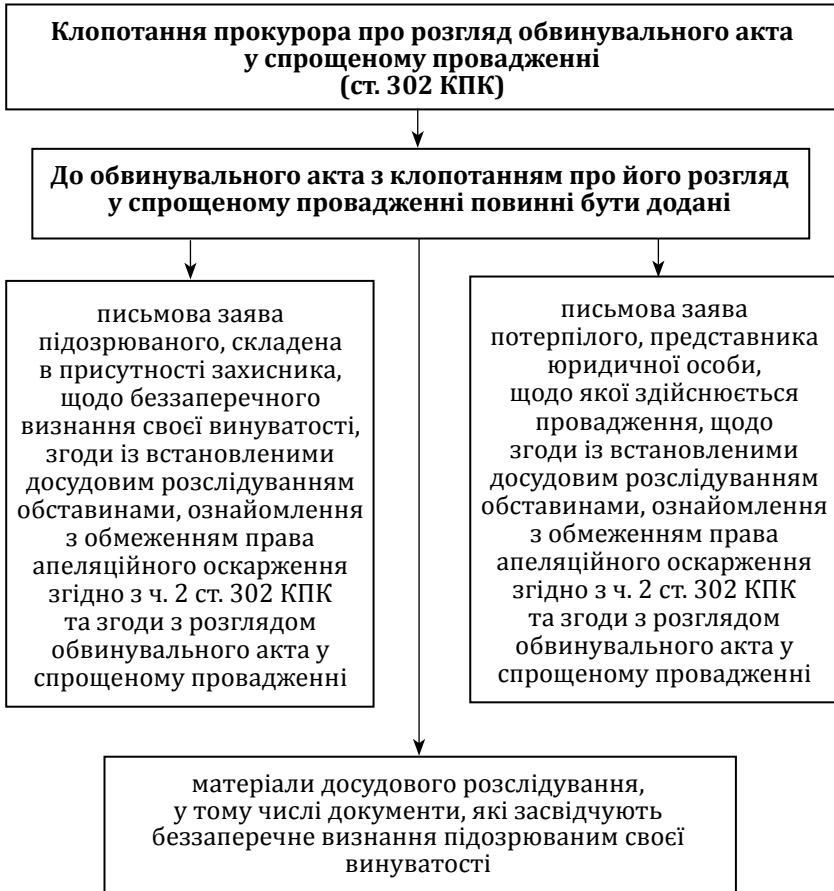 Клопотання прокурора про розгляд обвинувального акта
у спрощеному провадженні
(ст. 302 КПК)
До обвинувального акта з клопотанням про його розгляд
у спрощеному провадженні повинні бути додані
письмова заява
підозрюваного, складена
в присутності захисника,
щодо беззаперечного
визнання своєї винуватості,
згоди із встановленими
досудовим розслідуванням
обставинами, ознайомлення
з обмеженням права
апеляційного оскарження
згідно з ч. 2 ст. 302 КПК
та згоди з розглядом
обвинувального акта у
спрощеному провадженні
письмова заява
потерпілого, представника
юридичної особи,
щодо якої здійснюється
провадження, щодо
згоди із встановленими
досудовим розслідуванням
обставинами, ознайомлення
з обмеженням права
апеляційного оскарження
згідно з ч. 2 ст. 302 КПК
та згоди з розглядом
обвинувального акта у
спрощеному провадженні
матеріали досудового розслідування,
у тому числі документи, які засвідчують
беззаперечне визнання підозрюваним своєї
винуватості